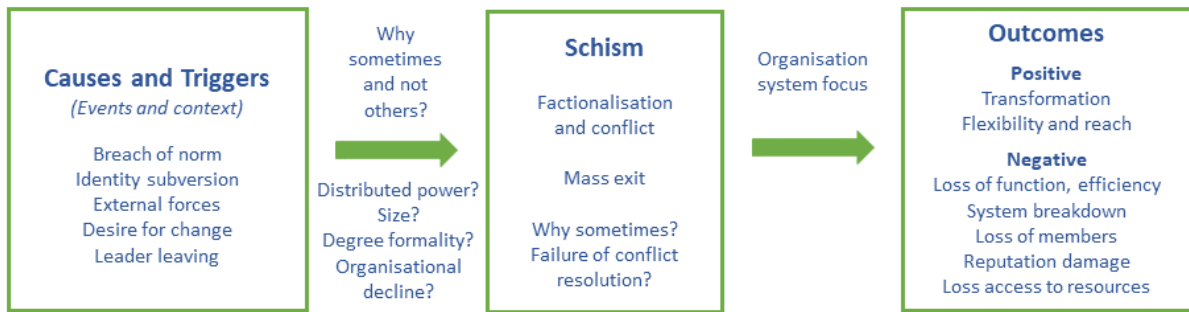 Causes and Triggers
(Events and context)
Breach of norm
Identity subversion
External forces
Desire for change
Leader leaving
Why
sometimes
and not
others?
Distributed power?
Size?
Degree formality?
Organisational
decline?
Schism
Factionalisation
and conflict
Mass exit
Why sometimes?
Failure of conflict
resolution?
Organisation
system focus
Outcomes
Positive
Transformation
Flexibility and reach
Negative
Loss of function, efficiency
System breakdown
Loss of members
Reputation damage
Loss access to resources